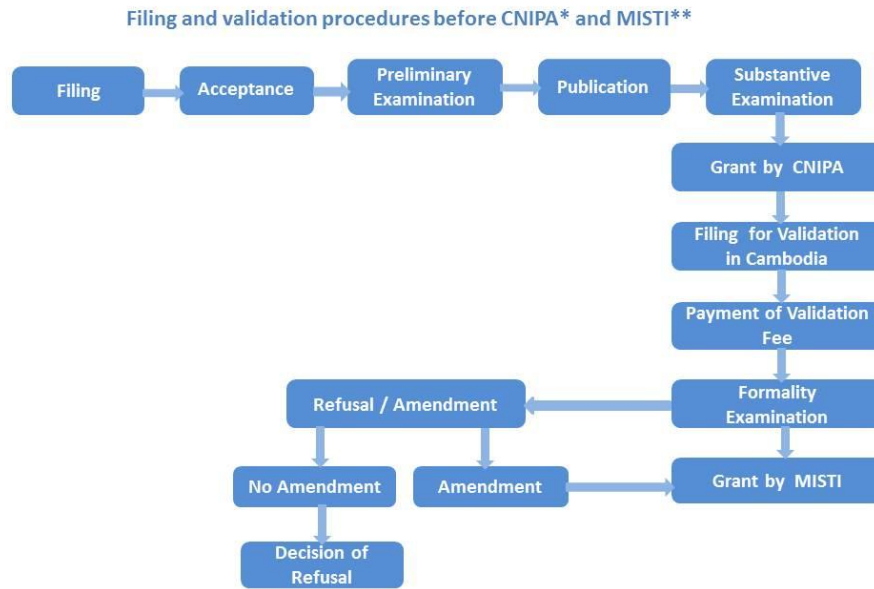 Filing and validation procedures before CNIPA* and MISTI**
Filing
Acceptance
Preliminary
Examination
Publication
Substantive
Examination
Grant by CNIPA
Filing for Validation
in Cambodia
Payment of Validation
Fee
Formality
Examination
Refusal / Amendment
No Amendment
Amendment
Grant by MISTI
Decision of
Refusal